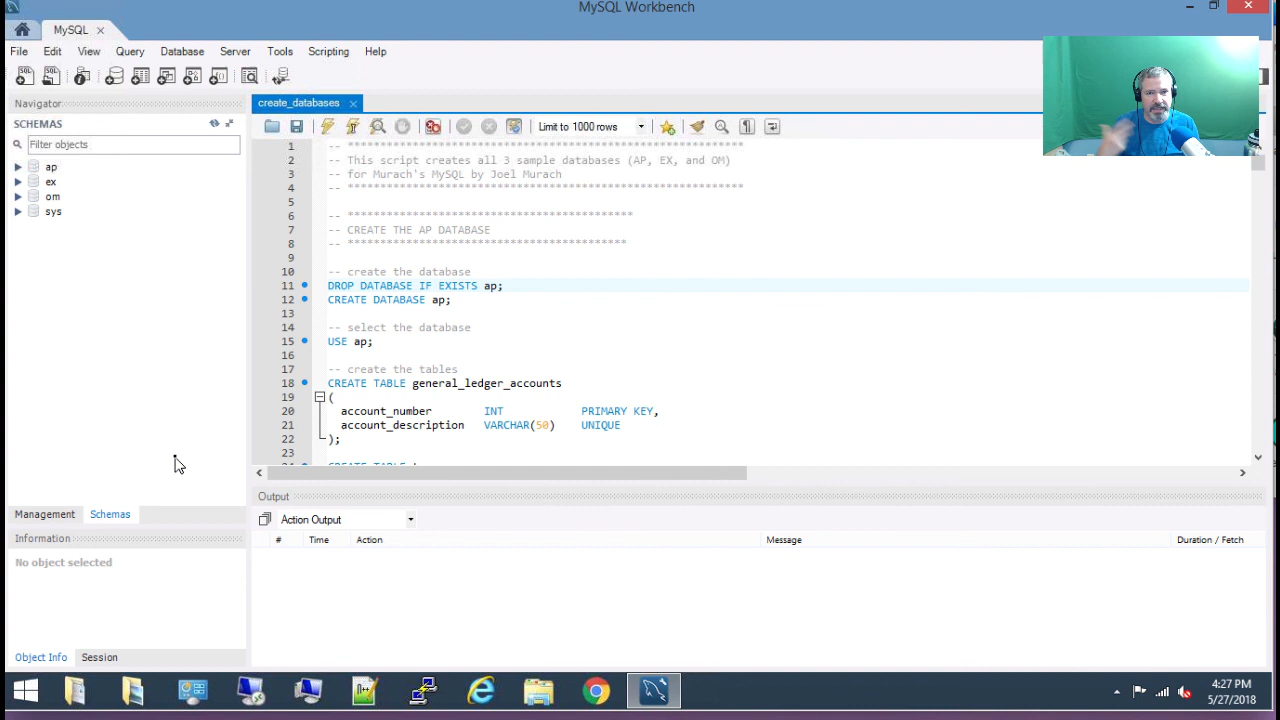 MySQL Workbench
MySQL
File Edit View Query Database Server Tools Scripting Help
Navigator
SCHEMAS
Filter objects
ap
ex
om
sys
Management Schemas
Information
No object selected
Object Info Session
create_databases
Limit to 1000 rows
1 -- *************************************************************
2 -- This script creates all 3 sample databases (AP, EX, and OM)
3 -- for Murach's MySQL by Joel Murach
4 -- *************************************************************
5
6 -- ********************************************
7 -- CREATE THE AP DATABASE
8 -- *******************************************
9
10 -- create the database
11 DROP DATABASE IF EXISTS ap;
12 CREATE DATABASE ap;
13
14 -- select the database
15 USE ap;
16
17 -- create the tables
18 CREATE TABLE general_ledger_accounts
19 (
20 account_number INT PRIMARY KEY,
21 account_description VARCHAR(50) UNIQUE
22 );
23
Output
Action Output
# Time Action Message Duration / Fetch
4:27 PM
5/27/2018